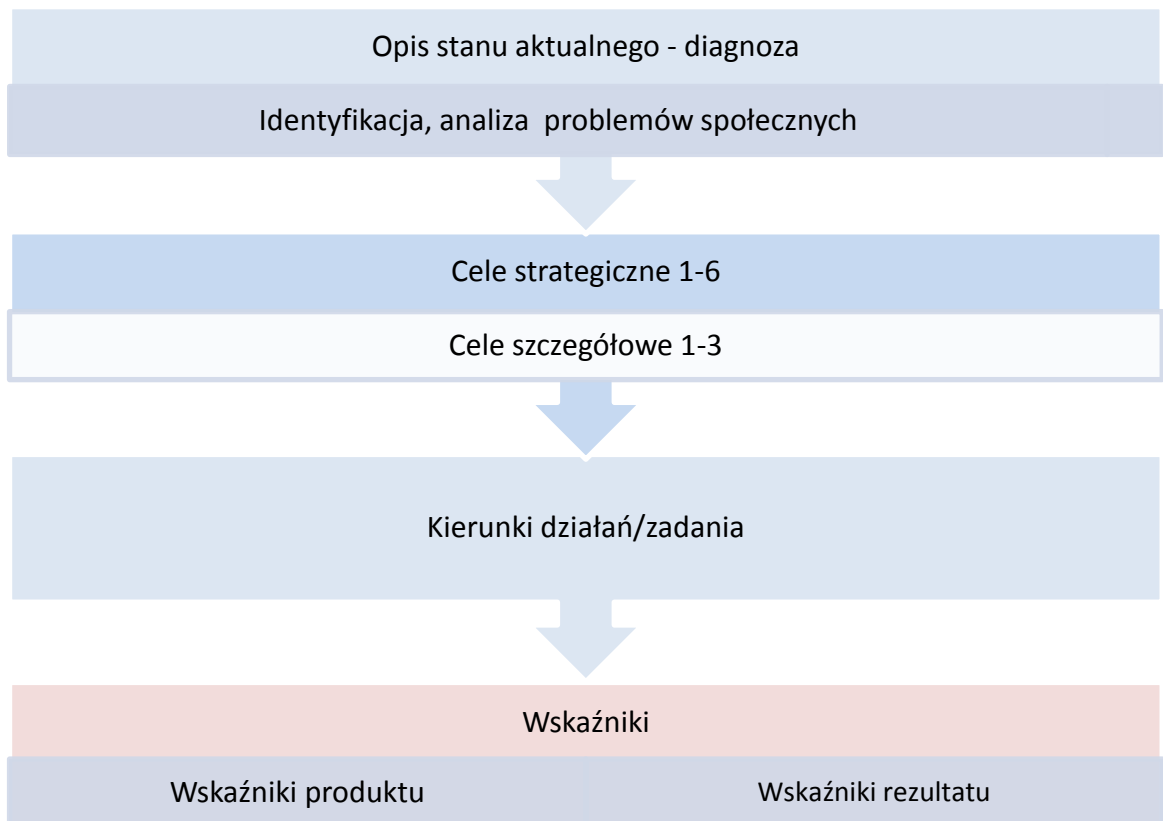 Opis stanu aktualnego - diagnoza
Identyfikacja, analiza problemów społecznych
Cele strategiczne 1-6
Cele szczegółowe 1-3
Kierunki działań/zadania
Wskaźniki
Wskaźniki produktu
Wskaźniki rezultatu